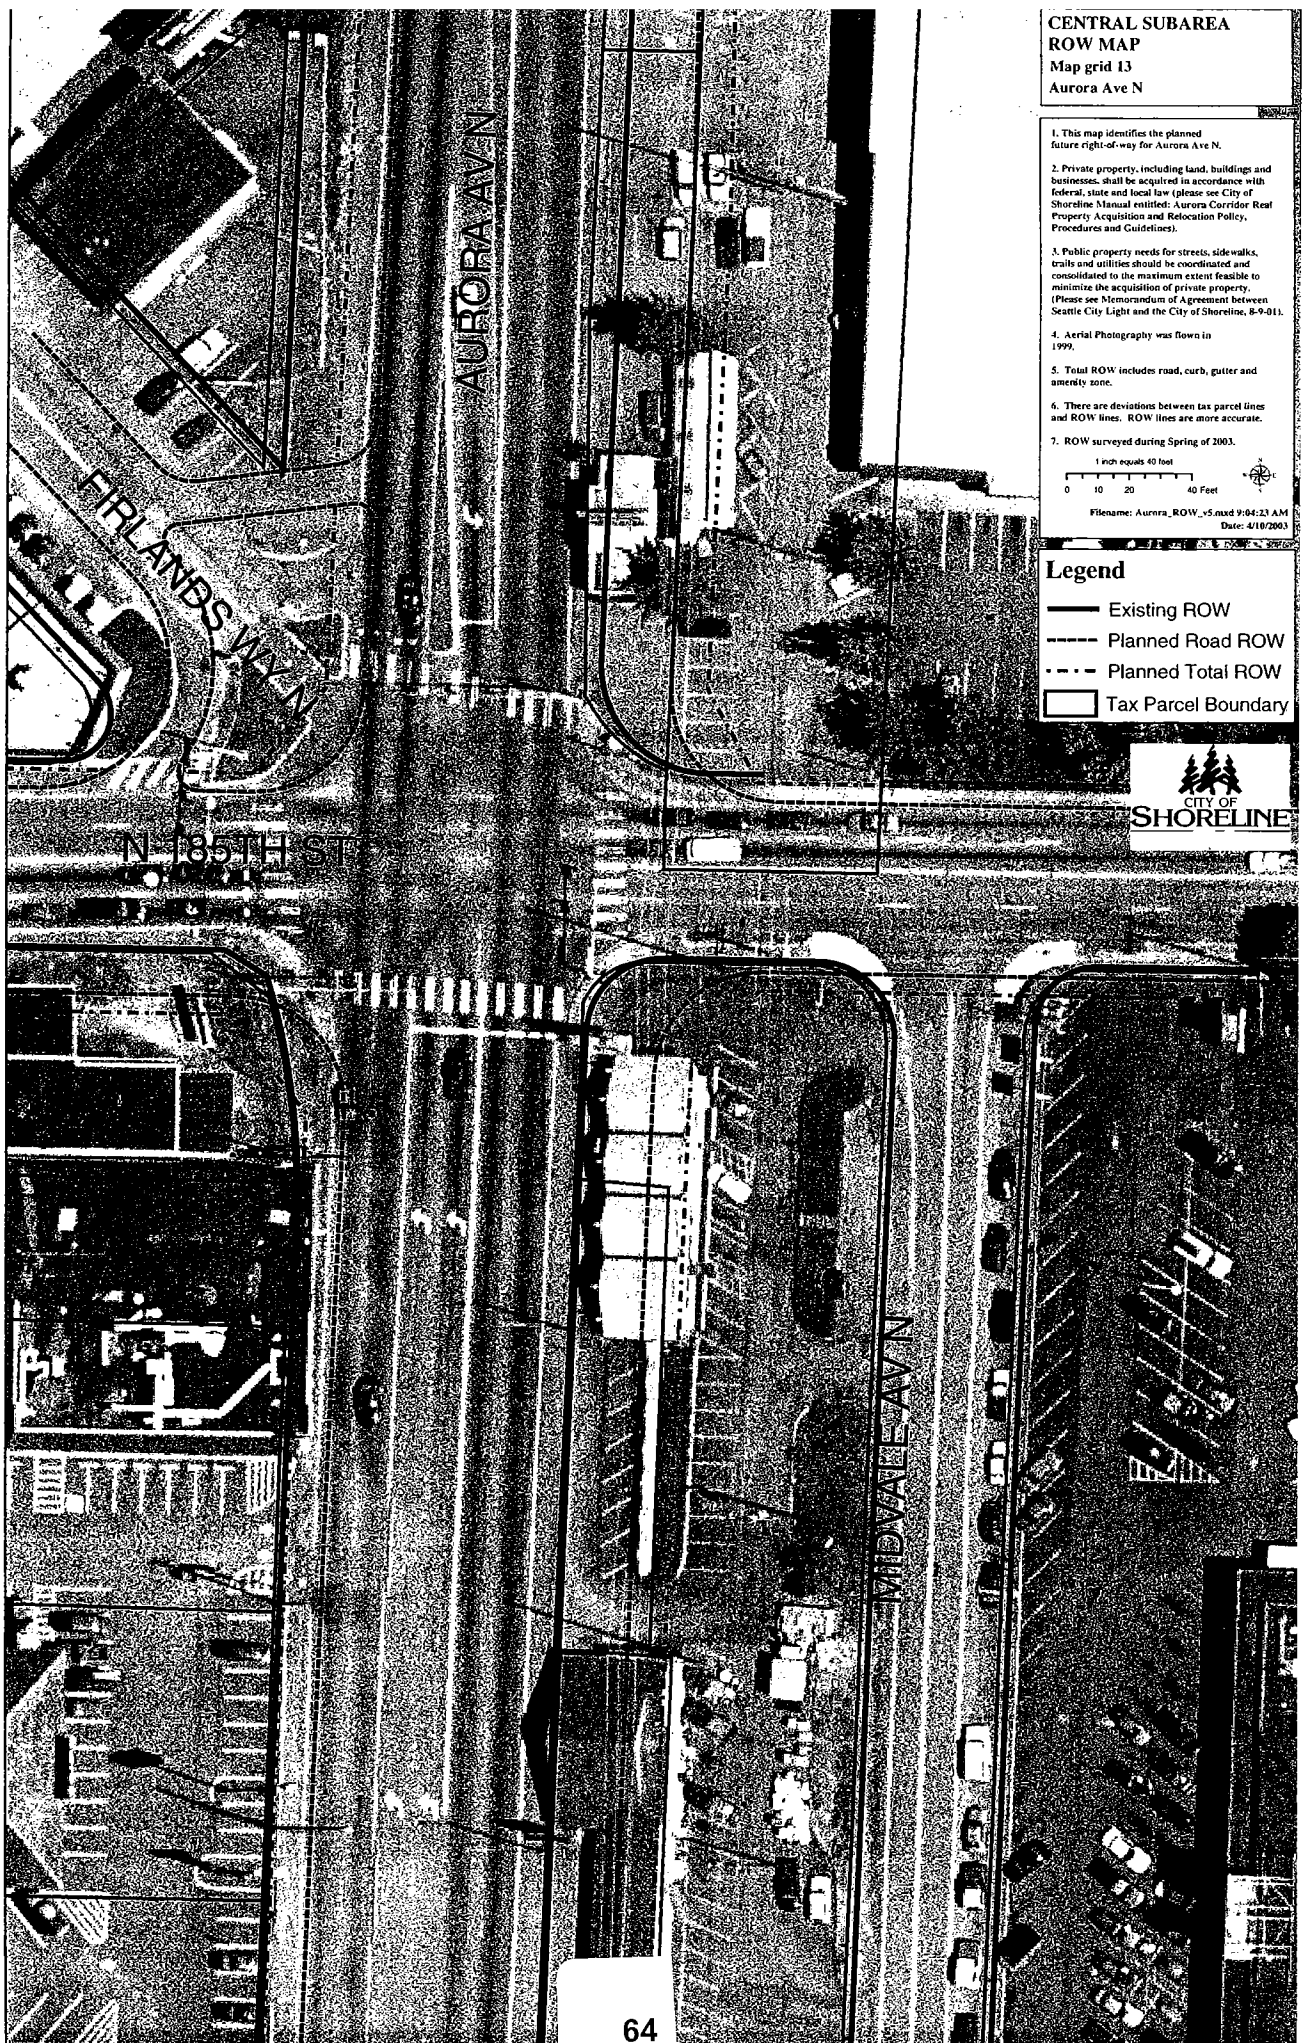 CENTRAL SUBAREA
ROW MAP
Map grid 13
Aurora Ave N
1. This map identifies the planned
future right-of-way for Aurora Ave N.
2. Private property, including land, buildings and
businesses, shall be acquired in accordance with
federal, state and local law (please see City of
Shoreline Manual entitled: Aurora Corridor Real
Property Acquisition and Relocation Policy,
Procedures and Guidelines).
3. Public property needs for streets, sidewalks,
trails and utilities should be coordinated and
consolidated to the maximum extent feasible to
minimize the acquisition of private property.
(Please see Memorandum of Agreement between
Seattle City Light and the City of Shoreline, 8-9-01).
4. Aerial Photography was flown in
1999.
5. Total ROW includes road, curb, gutter and
amenity zone.
6. There are deviations between tax parcel lines
and ROW lines. ROW lines are more accurate.
7. ROW surveyed during Spring of 2003.
1 inch equals 40 feet
0 10 20 40 Feet
Filename: Aurora_ROW_v5.mxd 9:04:23 AM
Date: 4/10/2003
Legend
Existing ROW
Planned Road ROW
Planned Total ROW
Tax Parcel Boundary
CITY OF
SHORELINE
AURORA AV N
FIRLANDS WY N
N 185TH ST
MIDVALE AV N
64